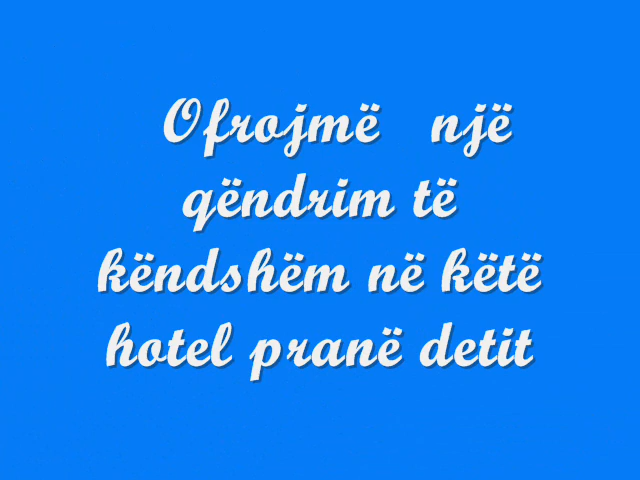 Ofrojmë një
qëndrim të
këndshëm në këtë
hotel pranë detit